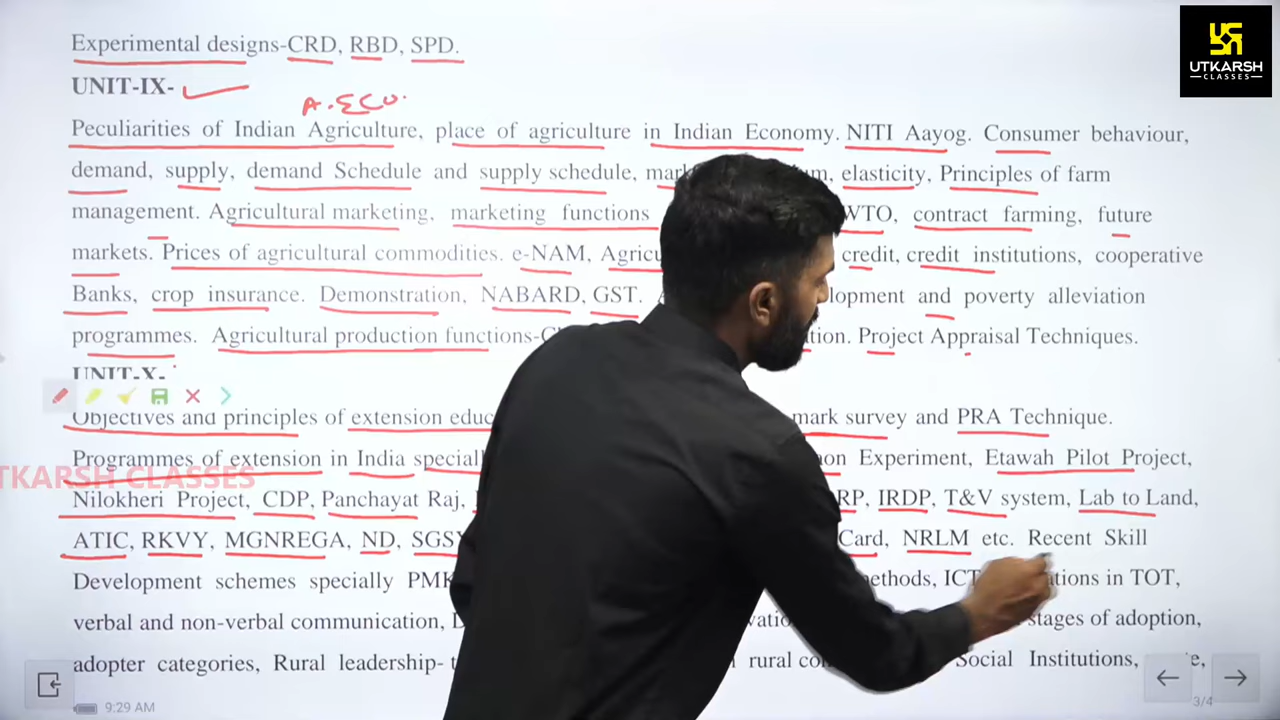 Experimental designs-CRD, RBD, SPD.
UTKARSH
CLASSES
UNIT-IX-
A. ECO.
Peculiarities of Indian Agriculture, place of agriculture in Indian Economy. NITI Aayog. Consumer behaviour,
demand, supply, demand Schedule and supply schedule, elasticity, Principles of farm
management. Agricultural marketing, marketing functions WTO, contract farming, future
markets. Prices of agricultural commodities. e-NAM, credit, credit institutions, cooperative
Banks, crop insurance. Demonstration, NABARD, GST. and poverty alleviation
programmes. Agricultural production functions- Project Appraisal Techniques.
UNIT-X-
Objectives and principles of extension survey and PRA Technique.
Programmes of extension in India Experiment, Etawah Pilot Project,
UTKARSH CLASSES
Nilokheri Project, CDP, Panchayat Raj, IRDP, T&V system, Lab to Land,
ATIC, RKVY, MGNREGA, ND, Card, NRLM etc. Recent Skill
Development schemes specially in TOT,
verbal and non-verbal communication, stages of adoption,
adopter categories, Rural leadership- rural Social Institutions,
9:29 AM
3/4